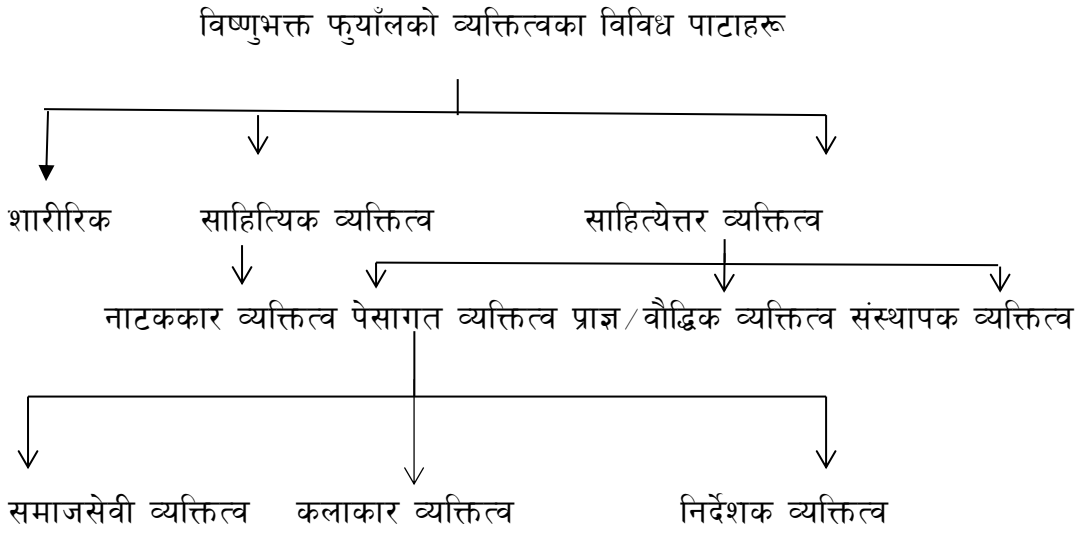 विष्णुभक्त फुयाँलको व्यक्तित्वका विविध पाटाहरू
शारीरिक साहित्यिक व्यक्तित्व साहित्येत्तर व्यक्तित्व
नाटककार व्यक्तित्व पेसागत व्यक्तित्व प्राज्ञ/वौद्धिक व्यक्तित्व संस्थापक व्यक्तित्व
समाजसेवी व्यक्तित्व कलाकार व्यक्तित्व निर्देशक व्यक्तित्व